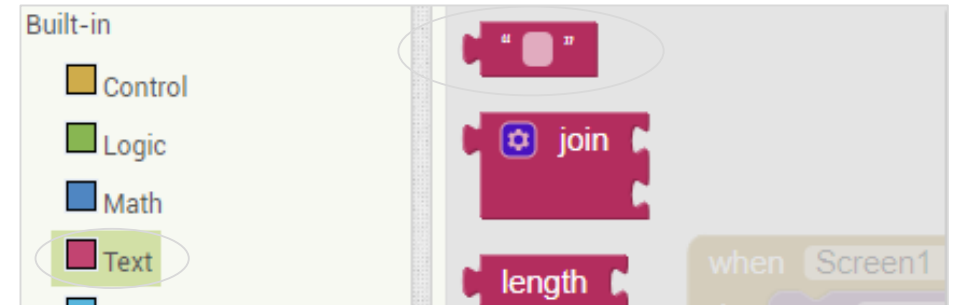 Built-in
Control
Logic
Math
Text
“ ”
join
length
when Screen1